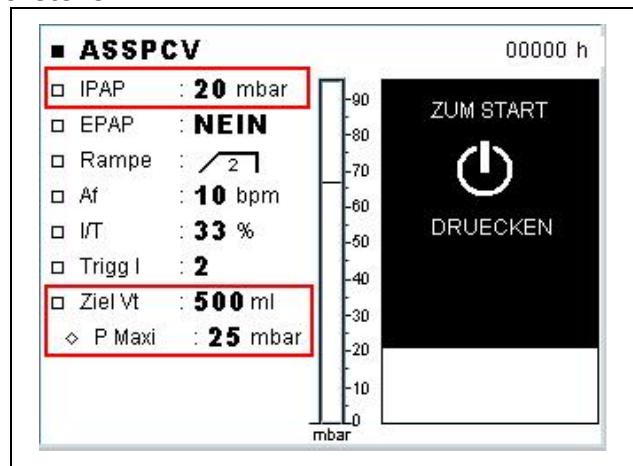 ASSPCV
00000 h
IPAP : 20 mbar
EPAP : NEIN
Rampe : 2
Af : 10 bpm
I/T : 33 %
Trigg I : 2
Ziel Vt : 500 ml
P Maxi : 25 mbar
90
80
70
60
50
40
30
20
10
0
mbar
ZUM START
DRUECKEN